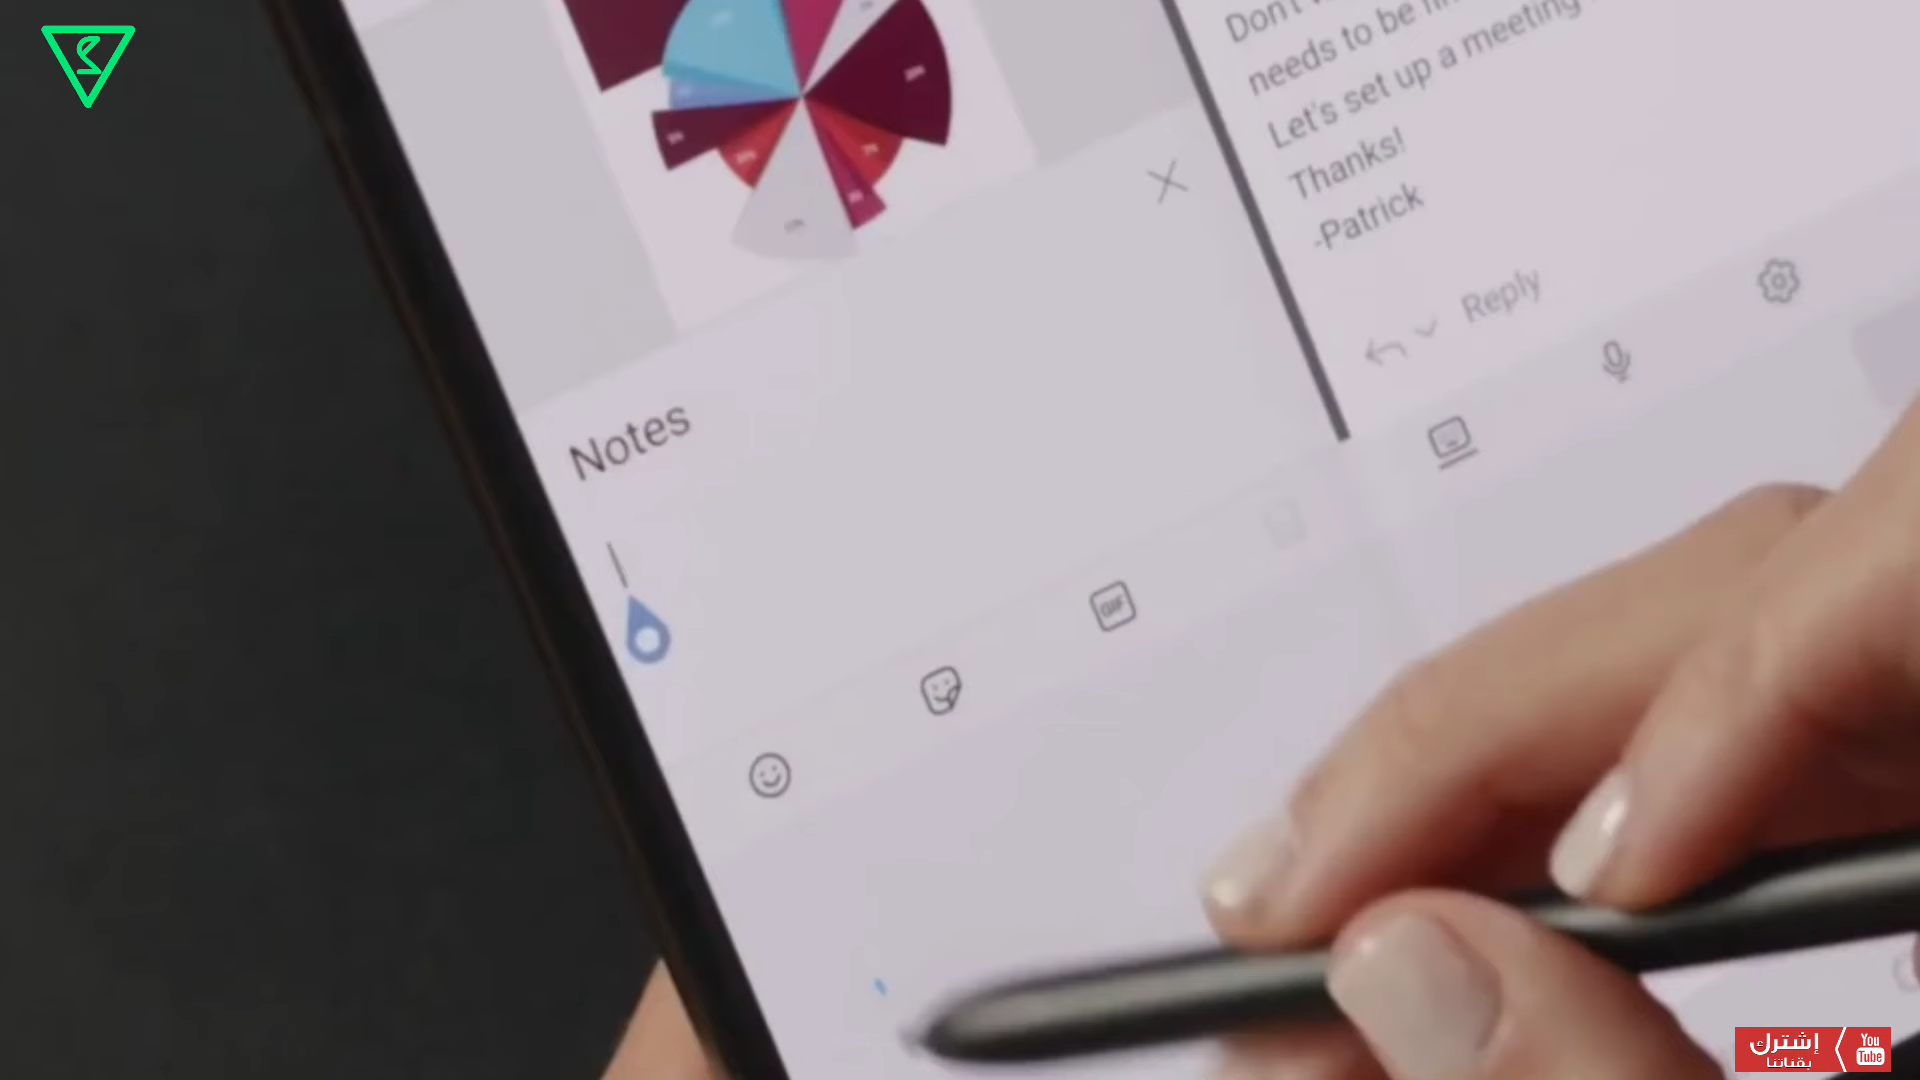 Don't
needs to be
Let's set up a meeting
Thanks!
-Patrick
Reply
Notes
GIF
إشترك
بقناتنا
You
Tube